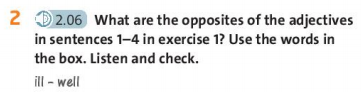 2 2.06 What are the opposites of the adjectives
in sentences 1–4 in exercise 1? Use the words in
the box. Listen and check.
ill – well